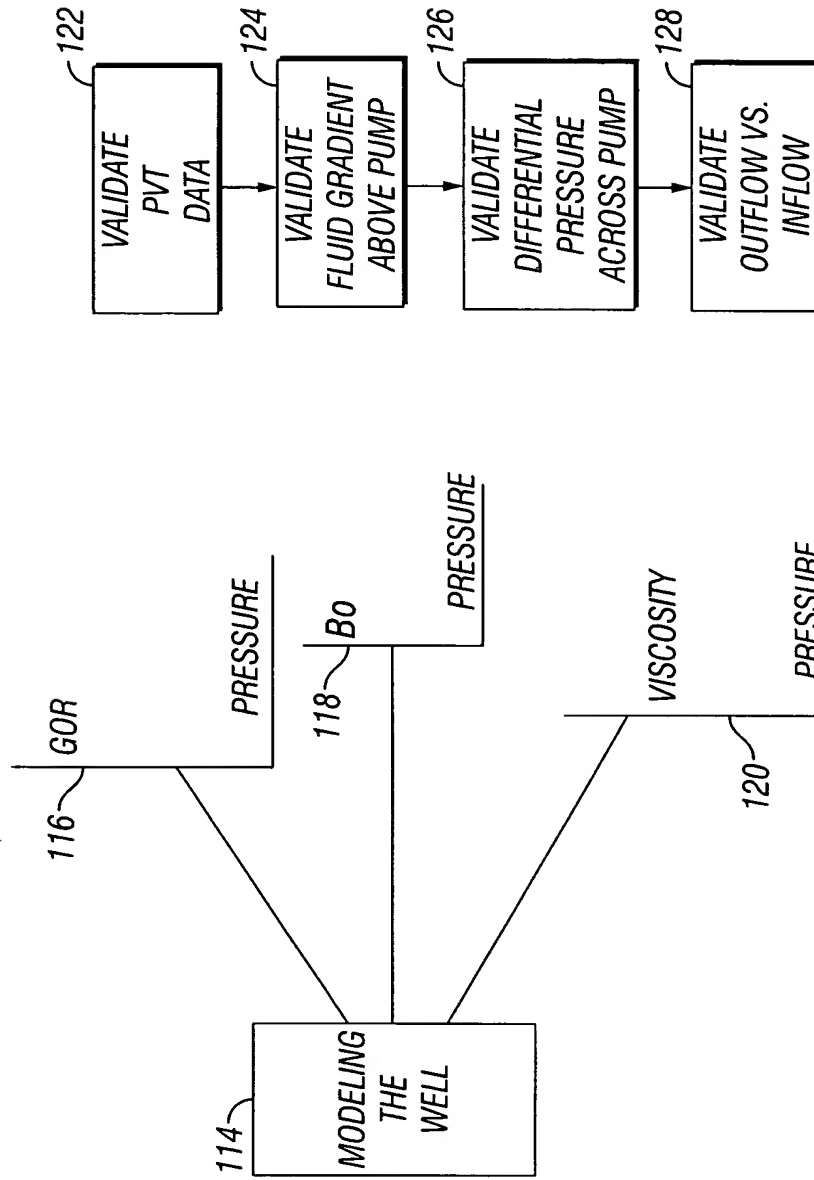 114
MODELING
THE
WELL
116
GOR
PRESSURE
118
Bo
PRESSURE
120
VISCOSITY
PRESSURE
122
VALIDATE
PVT
DATA
124
VALIDATE
FLUID GRADIENT
ABOVE PUMP
126
VALIDATE
DIFFERENTIAL
PRESSURE
ACROSS PUMP
128
VALIDATE
OUTFLOW VS.
INFLOW